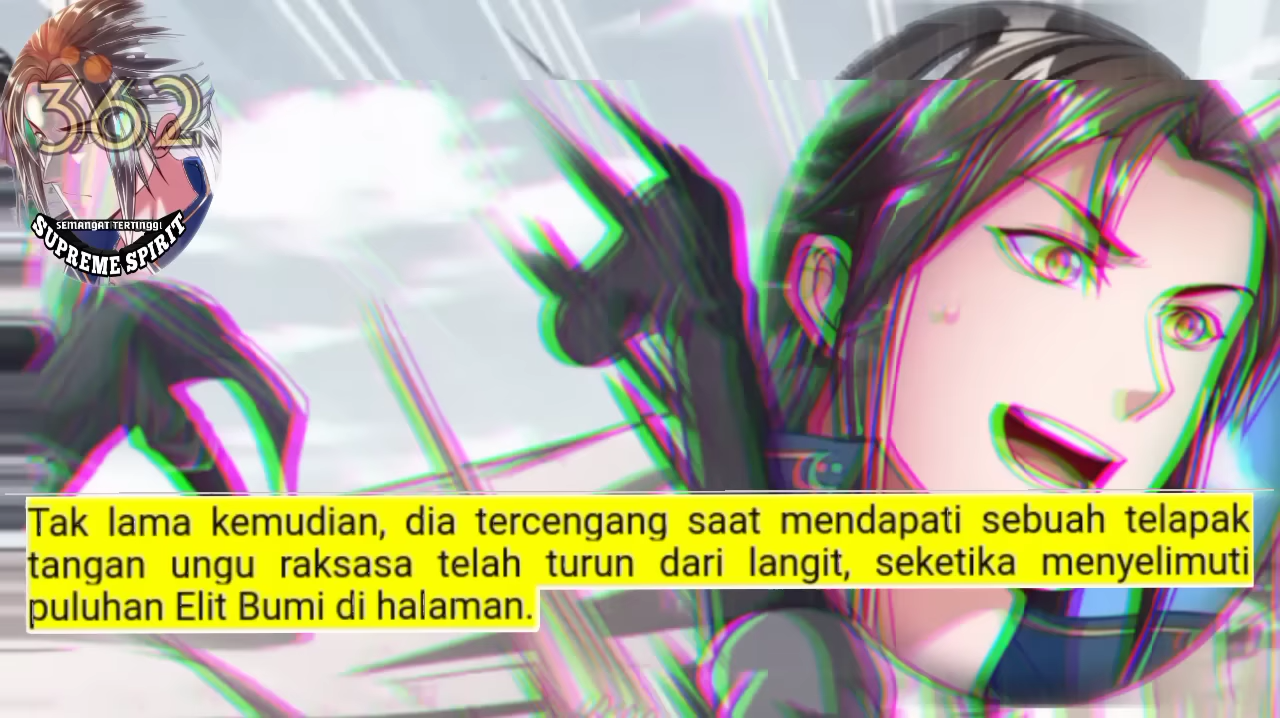 362
SEMANGAT TERTINGGI
SUPREME SPIRIT
Tak lama kemudian, dia tercengang saat mendapati sebuah telapak
tangan ungu raksasa telah turun dari langit, seketika menyelimuti
puluhan Elit Bumi di halaman.